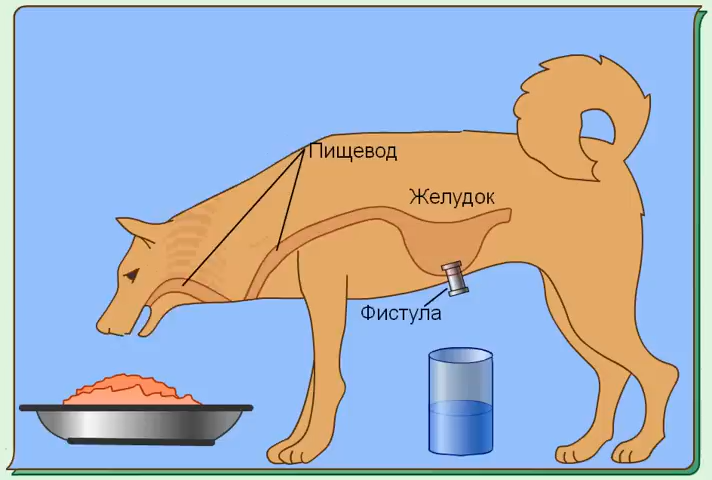 Пищевод
Желудок
Фистула